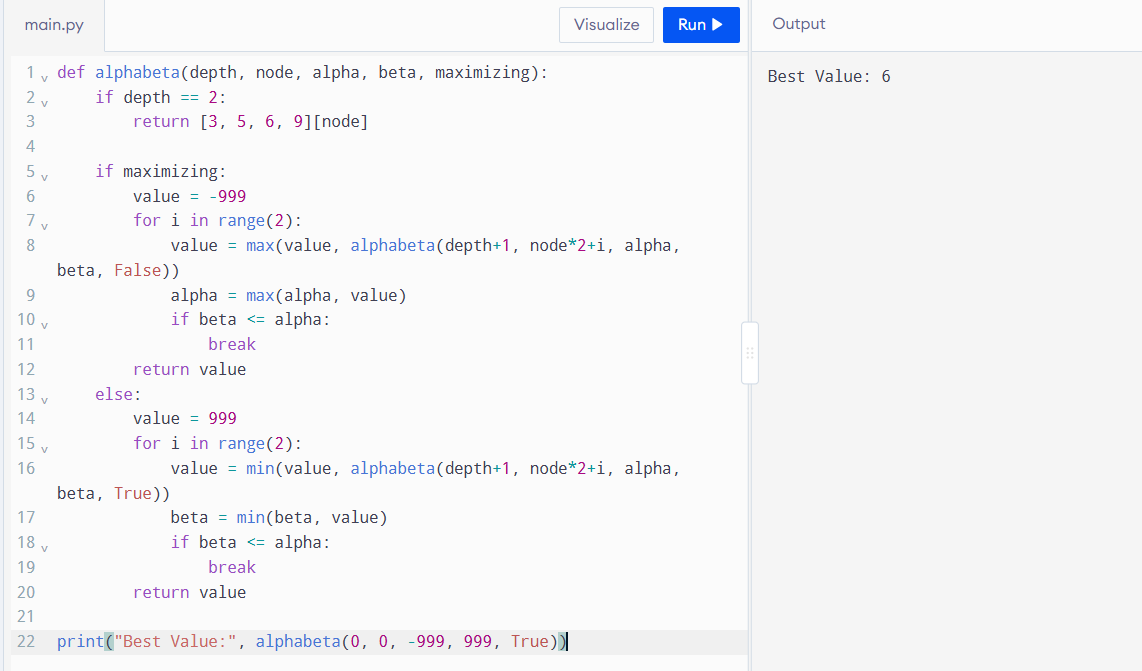 main.py
Visualize
Run
Output
1 def alphabeta(depth, node, alpha, beta, maximizing):
2     if depth == 2:
3         return [3, 5, 6, 9][node]
4
5     if maximizing:
6         value = -999
7         for i in range(2):
8             value = max(value, alphabeta(depth+1, node*2+i, alpha,
beta, False))
9             alpha = max(alpha, value)
10             if beta <= alpha:
11                 break
12         return value
13     else:
14         value = 999
15         for i in range(2):
16             value = min(value, alphabeta(depth+1, node*2+i, alpha,
beta, True))
17             beta = min(beta, value)
18             if beta <= alpha:
19                 break
20         return value
21
22 print("Best Value:", alphabeta(0, 0, -999, 999, True))
Best Value: 6